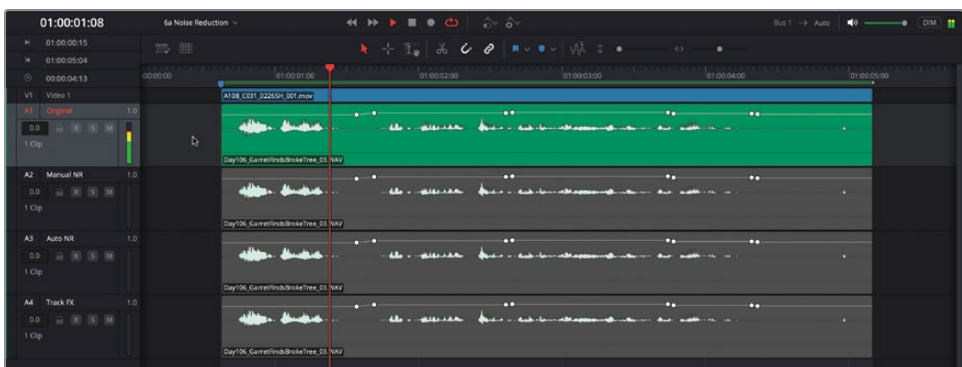 01:00:01:08 6a Noise Reduction Bus 1 → Auto DIM
01:00:00:15
01:00:05:04
00:00:04:13 :00:00:00 01:00:01:00 01:00:02:00 01:00:03:00 01:00:04:00 01:00:05:00
V1 Video 1 A108_C031_0226SH_001.mov
A1 Original 1.0
0.0 R S M
1 Clip
Day106_GarretFindsBrokeTree_03.WAV
A2 Manual NR 1.0
0.0 R S M
1 Clip
Day106_GarretFindsBrokeTree_03.WAV
A3 Auto NR 1.0
0.0 R S M
1 Clip
Day106_GarretFindsBrokeTree_03.WAV
A4 Track FX 1.0
0.0 R S M
1 Clip
Day106_GarretFindsBrokeTree_03.WAV